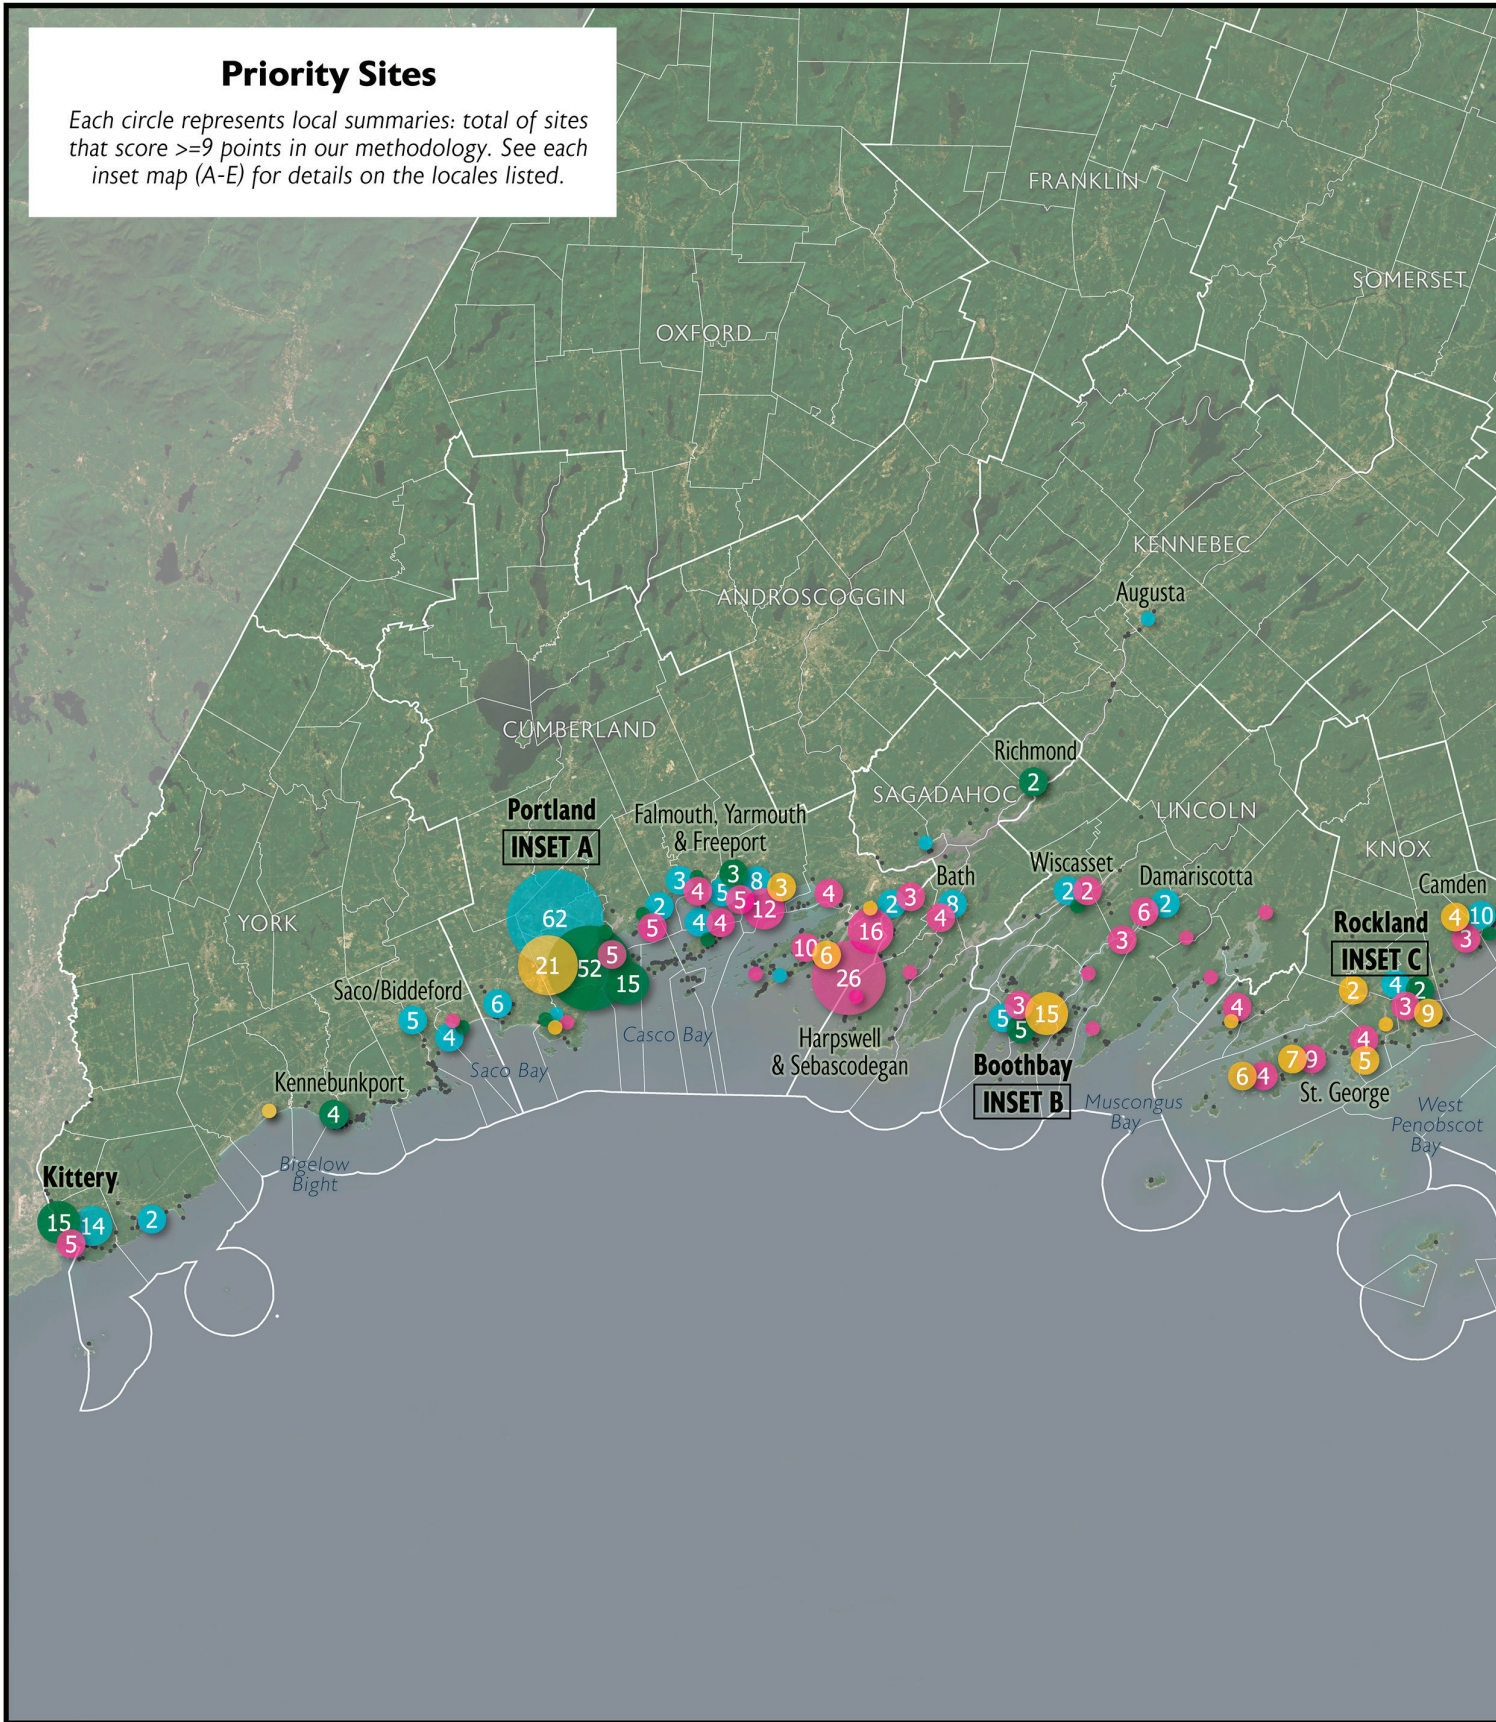 Priority Sites
Each circle represents local summaries: total of sites
that score >=9 points in our methodology. See each
inset map (A-E) for details on the locales listed.
FRANKLIN
SOMERSET
OXFORD
KENNEBEC
Augusta
ANDROSCOGGIN
CUMBERLAND
Richmond
2
SAGADAHOC
LINCOLN
Portland
INSET A
Falmouth, Yarmouth
& Freeport
KNOX
Wiscasset
Damariscotta
Bath
Camden
YORK
3
4
5
3
8
3
5
12
2
5
4
4
4
2
3
8
4
16
10
6
26
2
2
6
2
3
4
10
3
Rockland
INSET C
62
21
52
5
15
2
4
2
3
9
Saco/Biddeford
5
4
6
Casco Bay
Saco Bay
Harpswell
& Sebascodegan
5
3
5
15
Boothbay
INSET B
4
4
5
7
9
6
4
St. George
Kennebunkport
4
Muscongus
Bay
West
Penobscot
Bay
Bigelow
Bight
Kittery
15
14
5
2